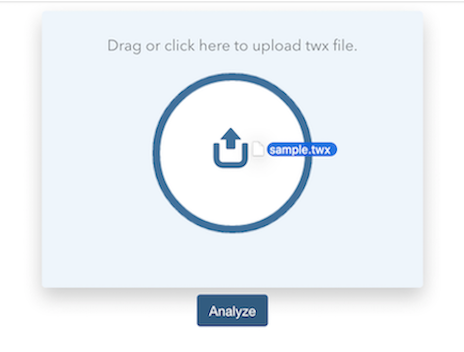 Drag or click here to upload twx file.
sample.twx
Analyze